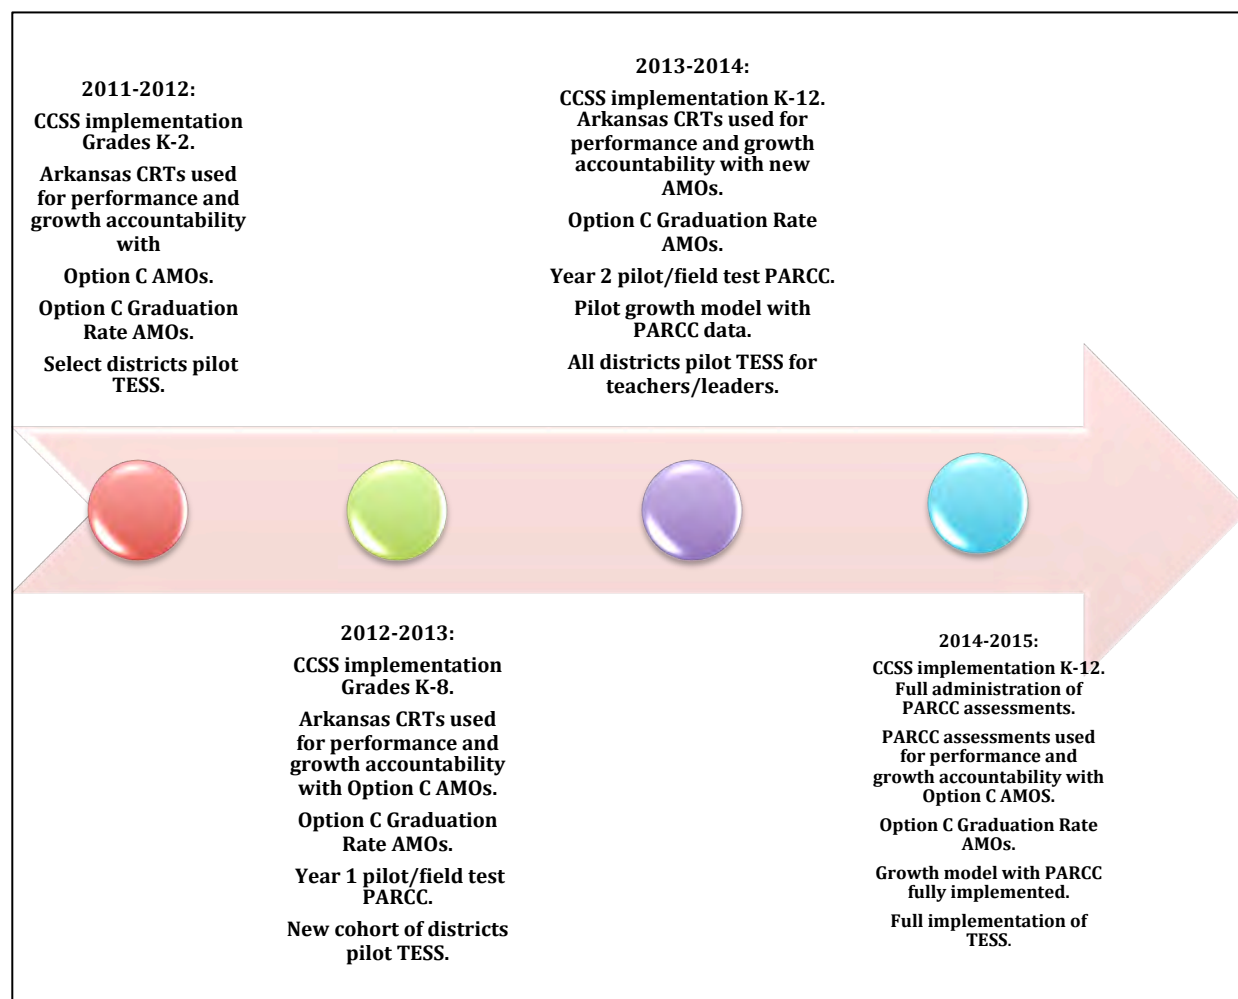 2011-2012:
CCSS implementation
Grades K-2.
Arkansas CRTs used
for performance and
growth accountability
with
Option C AMOs.
Option C Graduation
Rate AMOs.
Select districts pilot
TESS.
2012-2013:
CCSS implementation
Grades K-8.
Arkansas CRTs used
for performance and
growth accountability
with Option C AMOs.
Option C Graduation
Rate AMOs.
Year 1 pilot/field test
PARCC.
New cohort of districts
pilot TESS.
2013-2014:
CCSS implementation K-12.
Arkansas CRTs used for
performance and growth
accountability with new
AMOs.
Option C Graduation Rate
AMOs.
Year 2 pilot/field test PARCC.
Pilot growth model with
PARCC data.
All districts pilot TESS for
teachers/leaders.
2014-2015:
CCSS implementation K-12.
Full administration of
PARCC assessments.
PARCC assessments used
for performance and
growth accountability with
Option C AMOS.
Option C Graduation Rate
AMOs.
Growth model with PARCC
fully implemented.
Full implementation of
TESS.